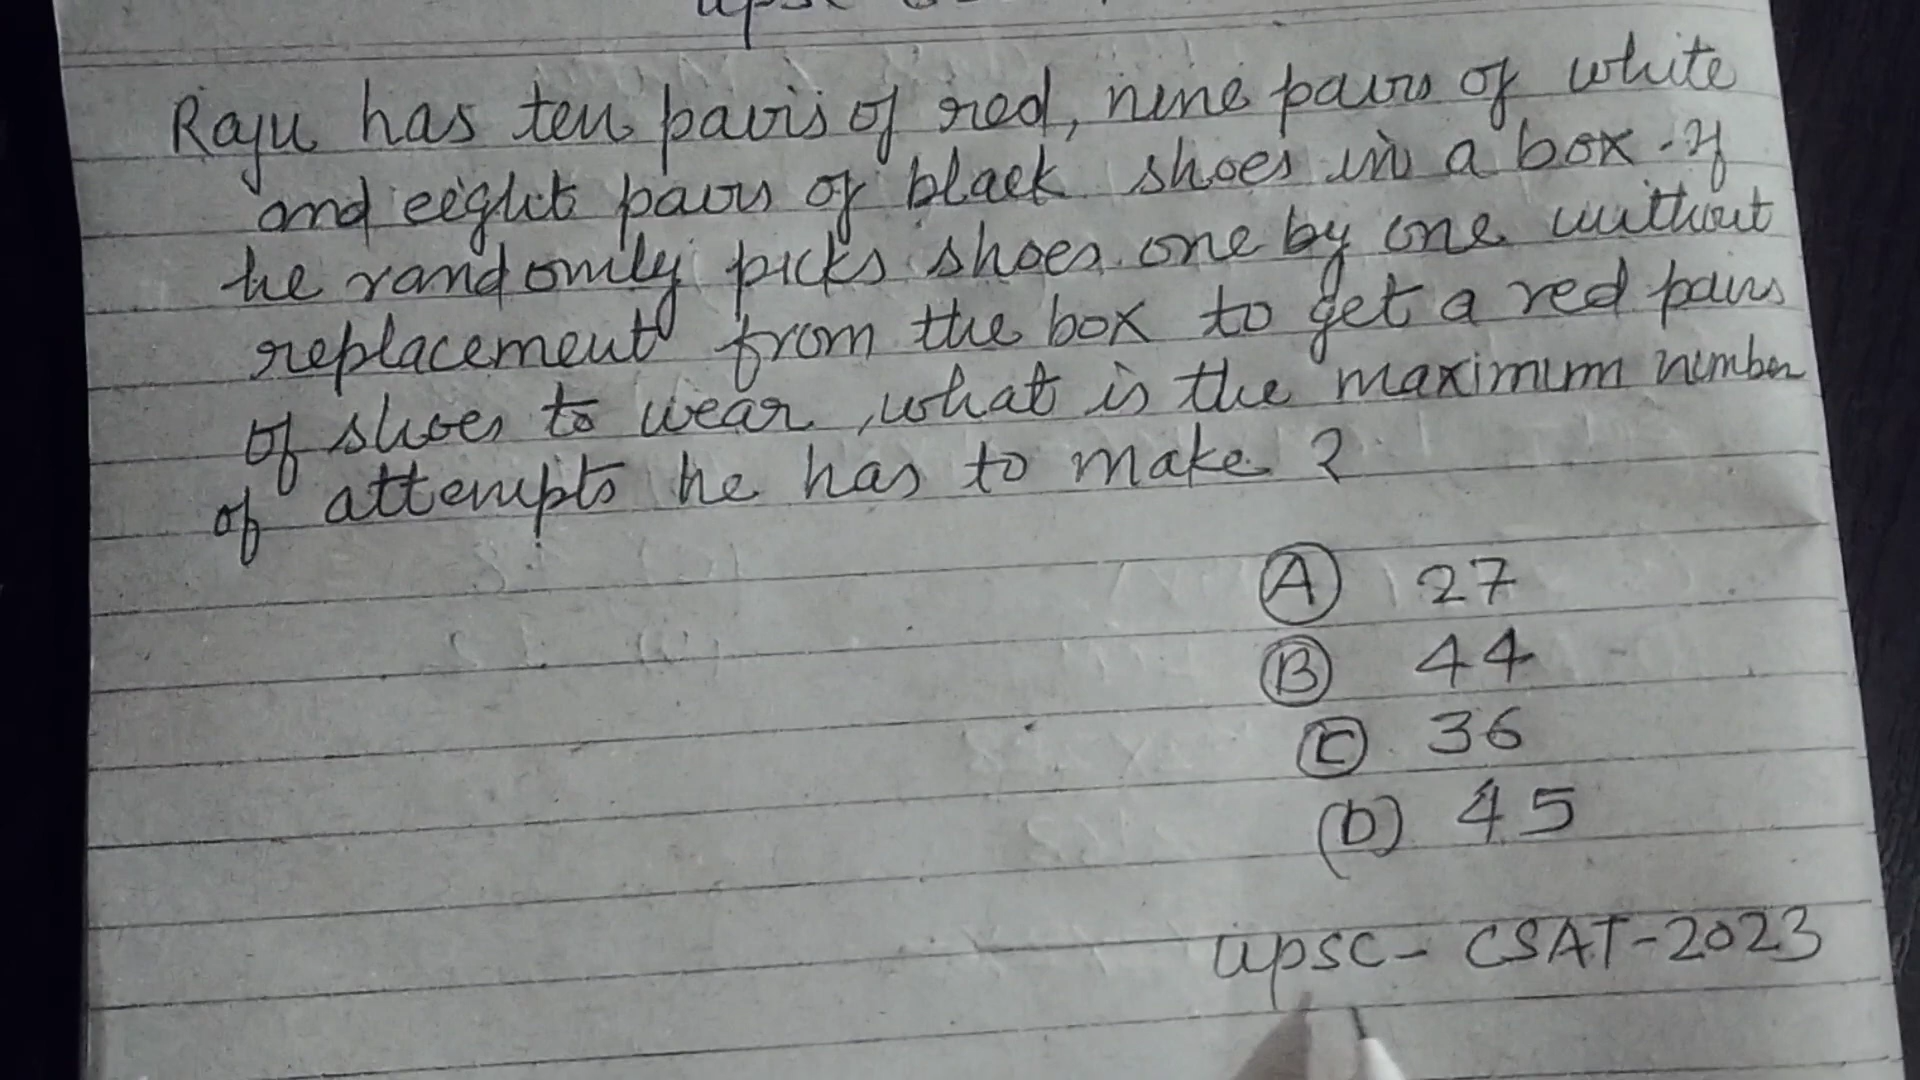 Raju has ten pairs of red, nine pairs of white
and eight pairs of black shoes in a box. If
he randomly picks shoes one by one without
replacement from the box to get a red pairs
of shoes to wear, what is the maximum number
of attempts he has to make ?
(A) 27
(B) 44
(C) 36
(D) 45
upsc - CSAT-2023